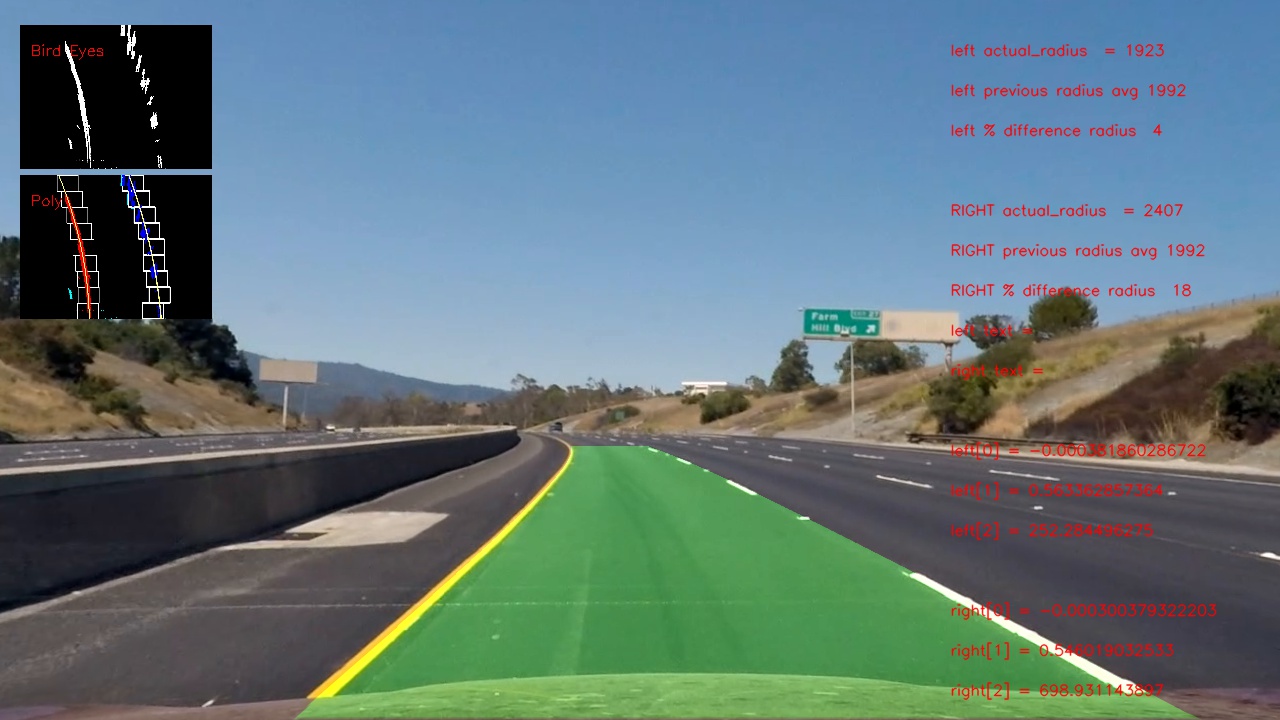 Bird Eyes
Poly
left actual_radius = 1923
left previous radius avg 1992
left % difference radius 4
RIGHT actual_radius = 2407
RIGHT previous radius avg 1992
RIGHT % difference radius 18
Farm
Hill Blvd
left text =
right text =
left[0] = -0.000381860286722
left[1] = 0.563362857364
left[2] = 252.284496275
right[0] = -0.000300379322203
right[1] = 0.546019032533
right[2] = 698.931143897